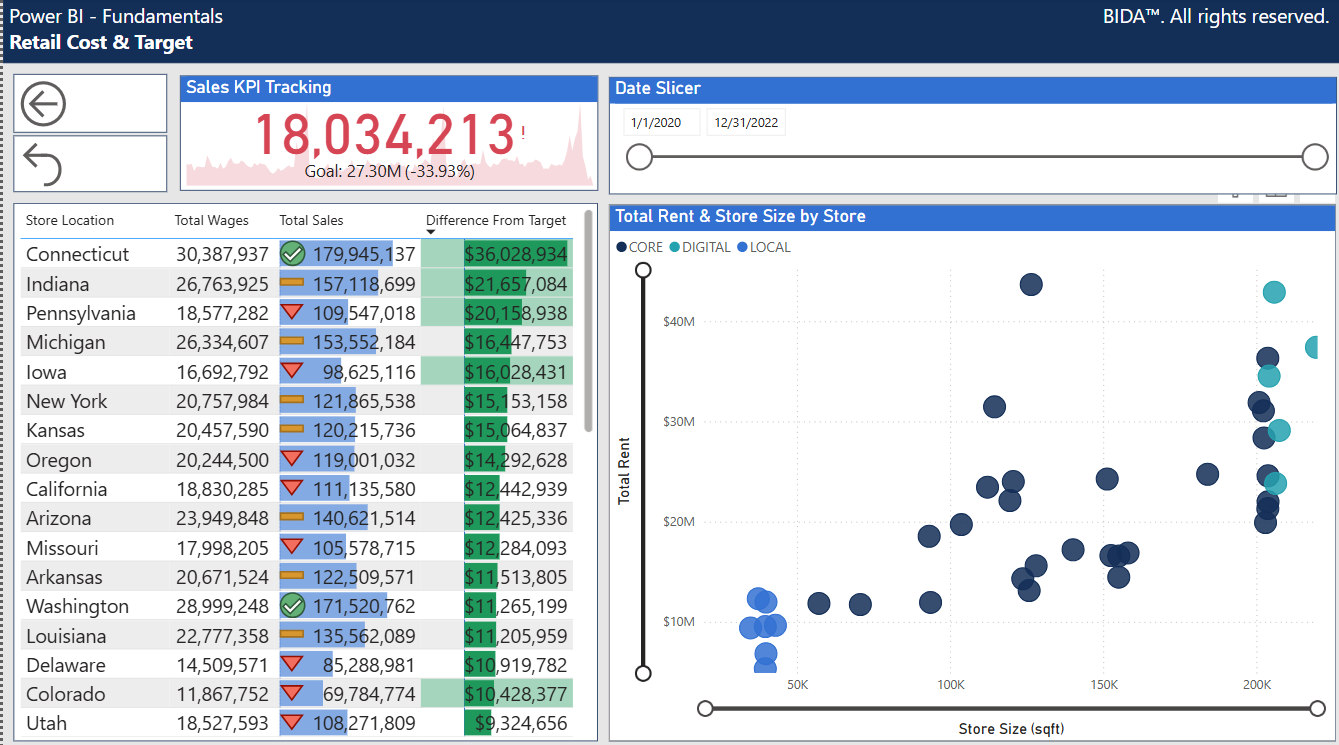 Power BI - Fundamentals
BIDA™. All rights reserved.
Retail Cost & Target
Sales KPI Tracking
18,034,213 !
Goal: 27.30M (-33.93%)
Date Slicer
1/1/2020 12/31/2022
Store Location Total Wages Total Sales Difference From Target
Connecticut 30,387,937 179,945,137 $36,028,934
Indiana 26,763,925 157,118,699 $21,657,084
Pennsylvania 18,577,282 109,547,018 $20,158,938
Michigan 26,334,607 153,552,184 $16,447,753
Iowa 16,692,792 98,625,116 $16,028,431
New York 20,757,984 121,865,538 $15,153,158
Kansas 20,457,590 120,215,736 $15,064,837
Oregon 20,244,500 119,001,032 $14,292,628
California 18,830,285 111,135,580 $12,442,939
Arizona 23,949,848 140,621,514 $12,425,336
Missouri 17,998,205 105,578,715 $12,284,093
Arkansas 20,671,524 122,509,571 $11,513,805
Washington 28,999,248 171,520,762 $11,265,199
Louisiana 22,777,358 135,562,089 $11,205,959
Delaware 14,509,571 85,288,981 $10,919,782
Colorado 11,867,752 69,784,774 $10,428,377
Utah 18,527,593 108,271,809 $9,324,656
Total Rent & Store Size by Store
CORE DIGITAL LOCAL
Total Rent
$40M
$30M
$20M
$10M
50K 100K 150K 200K
Store Size (sqft)